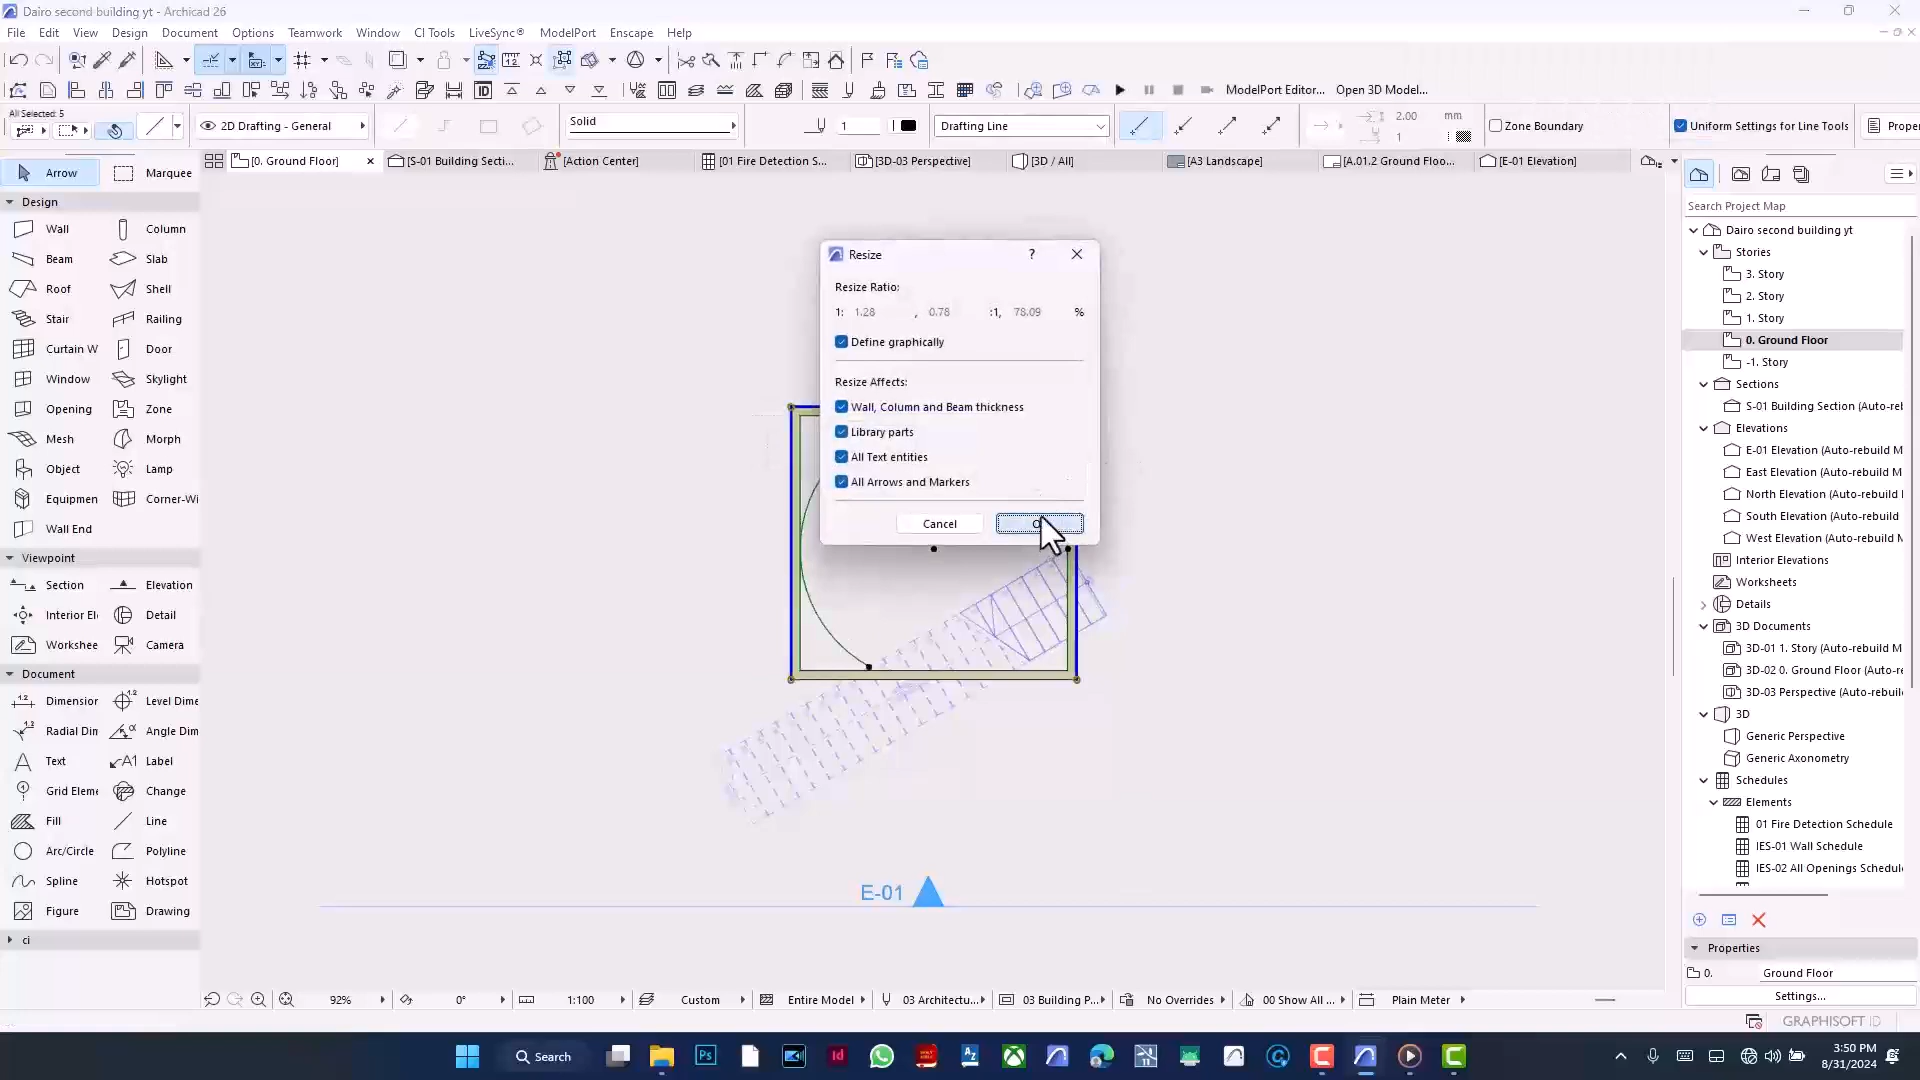 Dairo second building yt - Archicad 26
File Edit View Design Document Options Teamwork Window CI Tools LiveSync® ModelPort Enscape Help
ModelPort Editor... Open 3D Model...
All Selected: 5
2D Drafting - General
Solid
1
Drafting Line
2.00 mm
1
Zone Boundary
Uniform Settings for Line Tools
Proper
[0. Ground Floor]
[S-01 Building Secti...
[Action Center]
[01 Fire Detection S...
[3D-03 Perspective]
[3D / All]
[A3 Landscape]
[A.01.2 Ground Floo...
[E-01 Elevation]
Arrow Marquee
Design
Wall Column
Beam Slab
Roof Shell
Stair Railing
Curtain W Door
Window Skylight
Opening Zone
Mesh Morph
Object Lamp
Equipmen Corner-Wi
Wall End
Viewpoint
Section Elevation
Interior El Detail
Workshee Camera
Document
Dimension Level Dime
Radial Dim Angle Dim
Text Label
Grid Eleme Change
Fill Line
Arc/Circle Polyline
Spline Hotspot
Figure Drawing
ci
Resize
Resize Ratio:
1: 1.28 , 0.78 :1, 78.09 %
Define graphically
Resize Affects:
Wall, Column and Beam thickness
Library parts
All Text entities
All Arrows and Markers
Cancel
E-01
Search Project Map
Dairo second building yt
Stories
3. Story
2. Story
1. Story
0. Ground Floor
-1. Story
Sections
S-01 Building Section (Auto-rel
Elevations
E-01 Elevation (Auto-rebuild M
East Elevation (Auto-rebuild M
North Elevation (Auto-rebuild
South Elevation (Auto-rebuild
West Elevation (Auto-rebuild M
Interior Elevations
Worksheets
Details
3D Documents
3D-01 1. Story (Auto-rebuild M
3D-02 0. Ground Floor (Auto-re
3D-03 Perspective (Auto-rebuil
3D
Generic Perspective
Generic Axonometry
Schedules
Elements
01 Fire Detection Schedule
IES-01 Wall Schedule
IES-02 All Openings Schedul
Properties
0. Ground Floor
Settings...
GRAPHISOFT ID
92% 0° 1:100 Custom Entire Model 03 Architectu... 03 Building P... No Overrides 00 Show All ... Plain Meter
Search
3:50 PM
8/31/2024